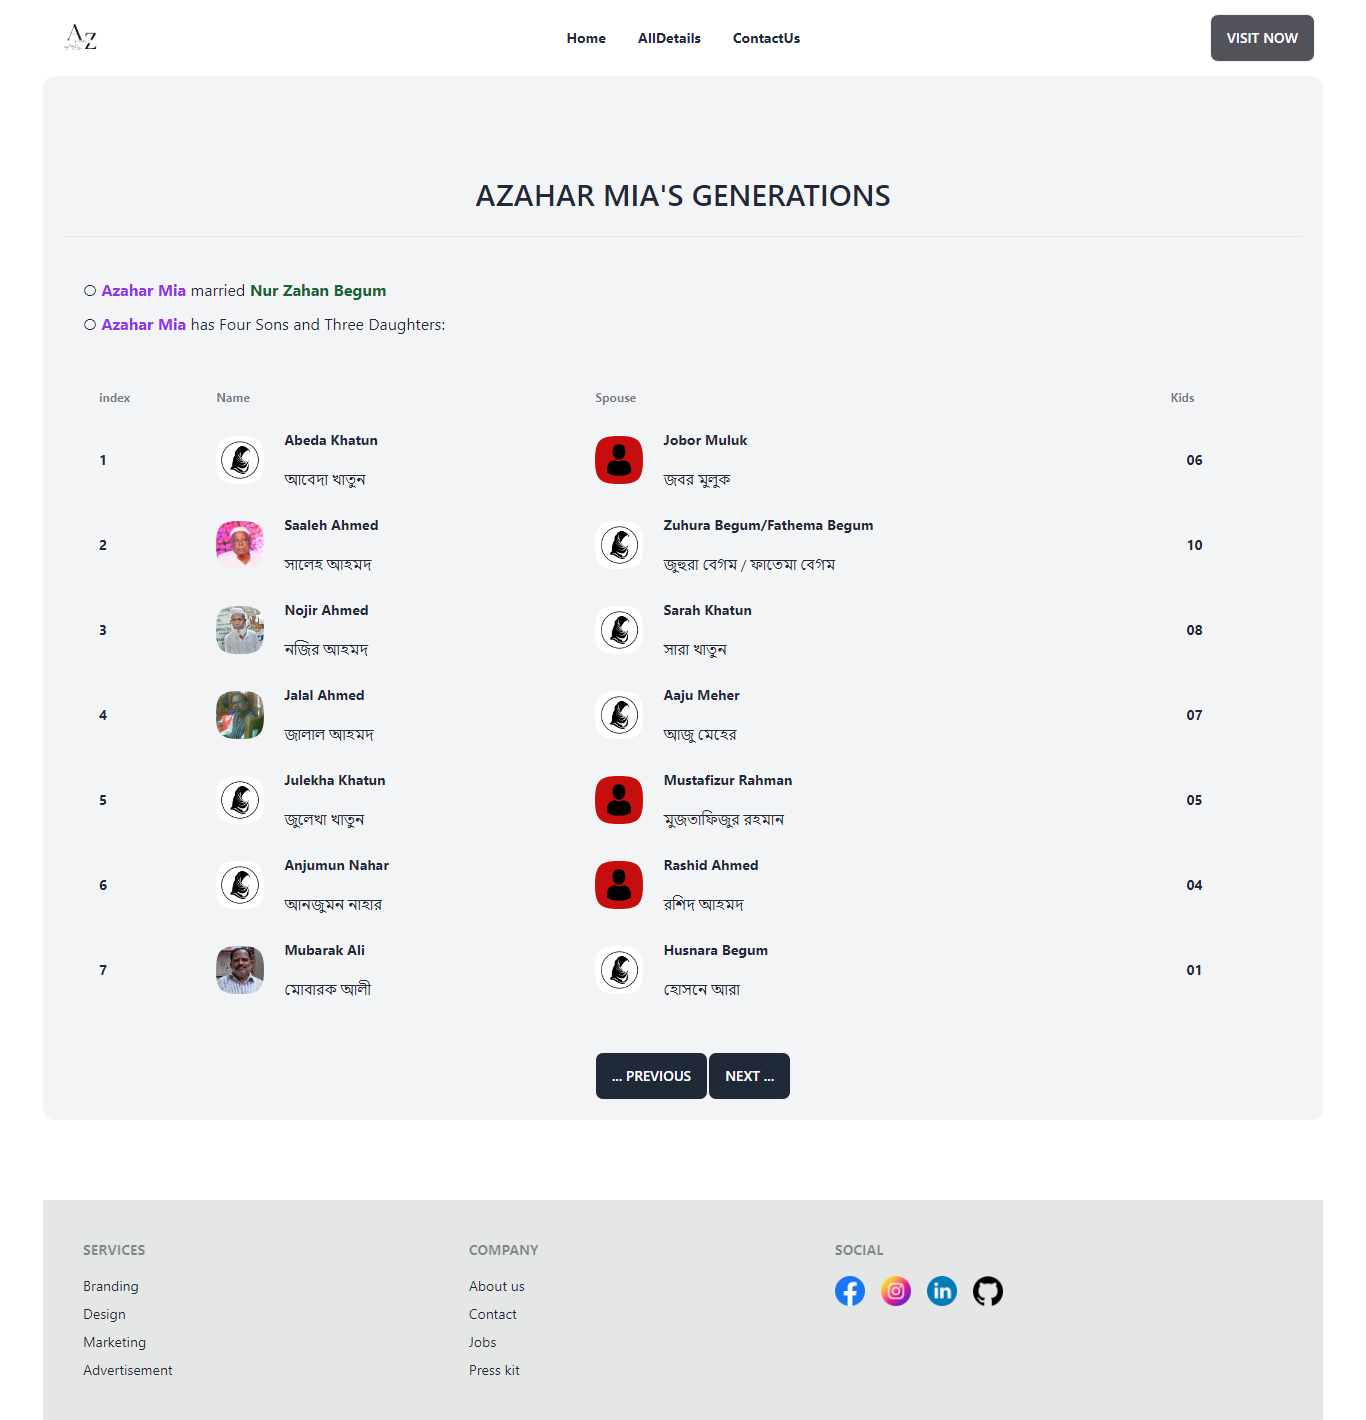 Az
Home AllDetails ContactUs VISIT NOW
AZAHAR MIA'S GENERATIONS
Azahar Mia married Nur Zahan Begum
Azahar Mia has Four Sons and Three Daughters:
index Name Spouse Kids
1 Abeda Khatun Jobor Muluk 06
আবেদা খাতুন জবর মুলুক
2 Saaleh Ahmed Zuhura Begum/Fathema Begum 10
সালেহ আহমদ জুহুরা বেগম / ফাতেমা বেগম
3 Nojir Ahmed Sarah Khatun 08
নজির আহমদ সারা খাতুন
4 Jalal Ahmed Aaju Meher 07
জালাল আহমদ আজু মেহের
5 Julekha Khatun Mustafizur Rahman 05
জুলেখা খাতুন মুজতাফিজুর রহমান
6 Anjumun Nahar Rashid Ahmed 04
আনজুমন নাহার রশিদ আহমদ
7 Mubarak Ali Husnara Begum 01
মোবারক আলী হোসনে আরা
... PREVIOUS NEXT ...
SERVICES COMPANY SOCIAL
Branding About us
Design Contact
Marketing Jobs
Advertisement Press kit